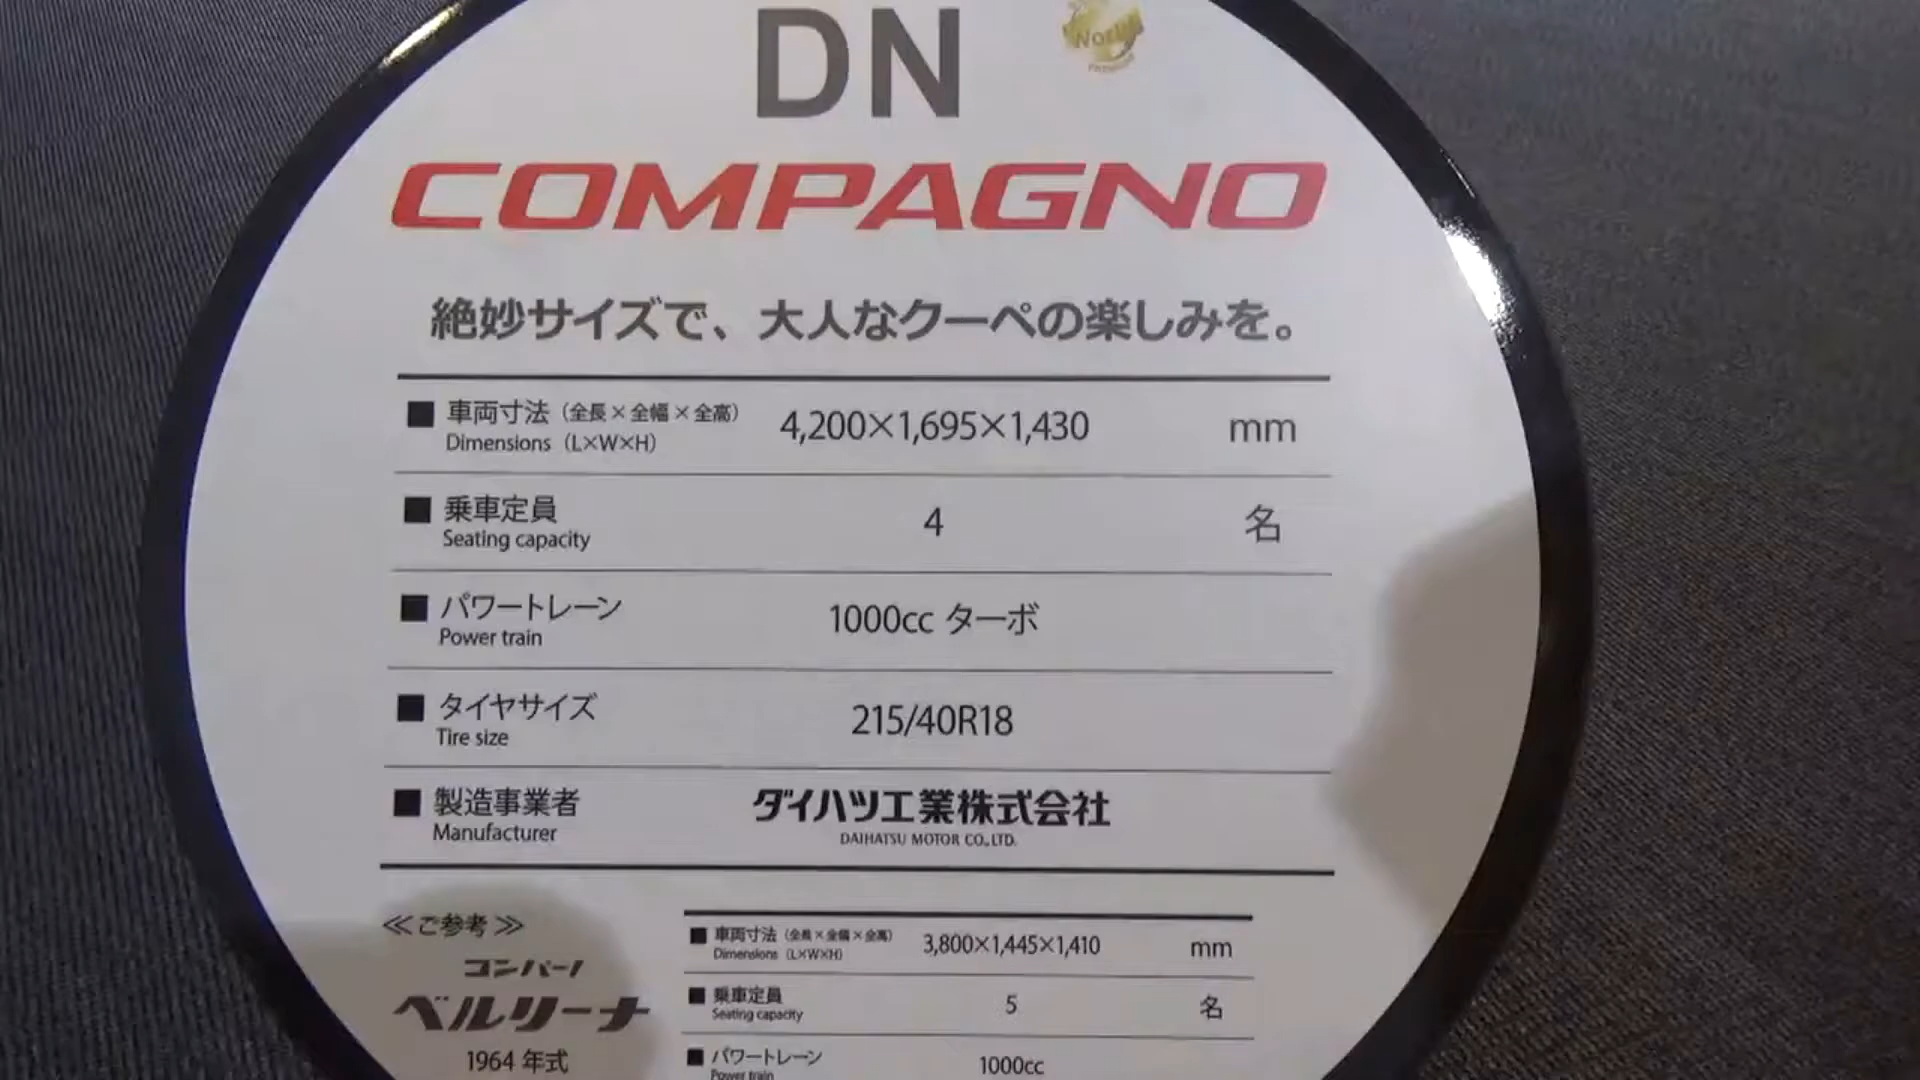 DN
COMPAGNO
絶妙サイズで、大人なクーペの楽しみを。
■ 車両寸法（全長×全幅×全高） 4,200×1,695×1,430 mm
Dimensions（L×W×H）
■ 乗車定員 4 名
Seating capacity
■ パワートレーン 1000cc ターボ
Power train
■ タイヤサイズ 215/40R18
Tire size
■ 製造事業者 ダイハツ工業株式会社
Manufacturer DAIHATSU MOTOR CO.,LTD.
≪ご参考≫
コンパーノ
ベルリーナ
1964 年式
■ 車両寸法（全長×全幅×全高） 3,800×1,445×1,410 mm
Dimensions（L×W×H）
■ 乗車定員 5 名
Seating capacity
■ パワートレーン 1000cc
Power train